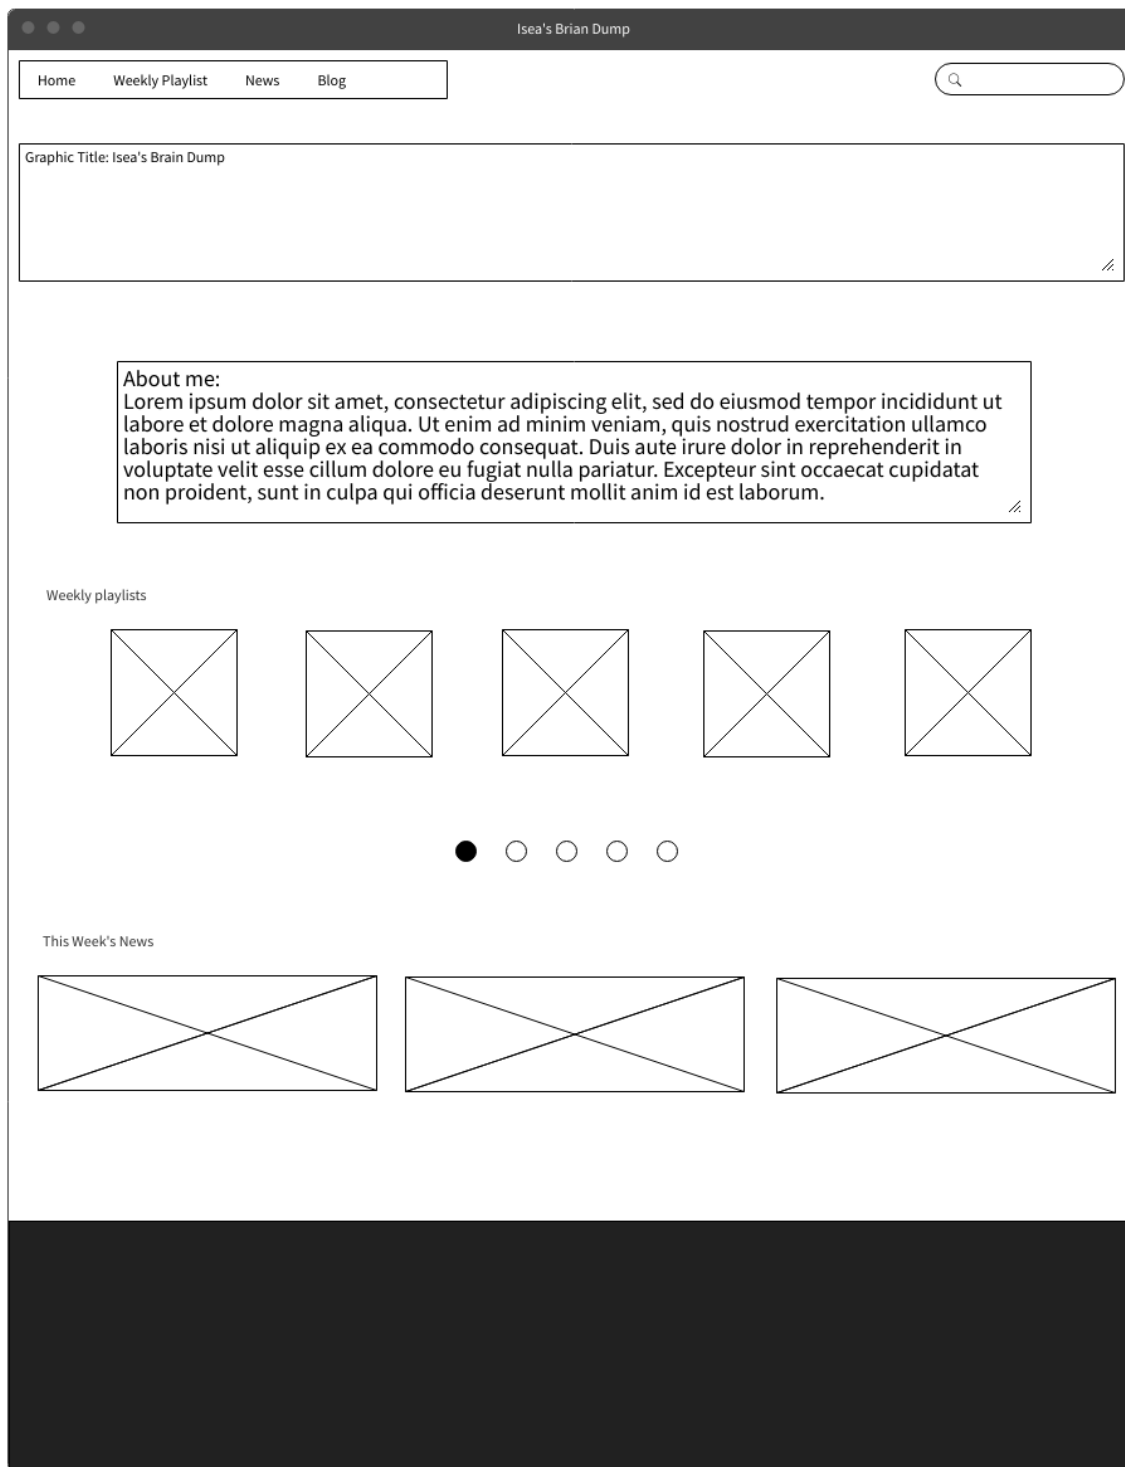 Isea's Brian Dump
Home Weekly Playlist News Blog
Graphic Title: Isea's Brain Dump
About me:
Lorem ipsum dolor sit amet, consectetur adipiscing elit, sed do eiusmod tempor incididunt ut
labore et dolore magna aliqua. Ut enim ad minim veniam, quis nostrud exercitation ullamco
laboris nisi ut aliquip ex ea commodo consequat. Duis aute irure dolor in reprehenderit in
voluptate velit esse cillum dolore eu fugiat nulla pariatur. Excepteur sint occaecat cupidatat
non proident, sunt in culpa qui officia deserunt mollit anim id est laborum.
Weekly playlists
This Week's News